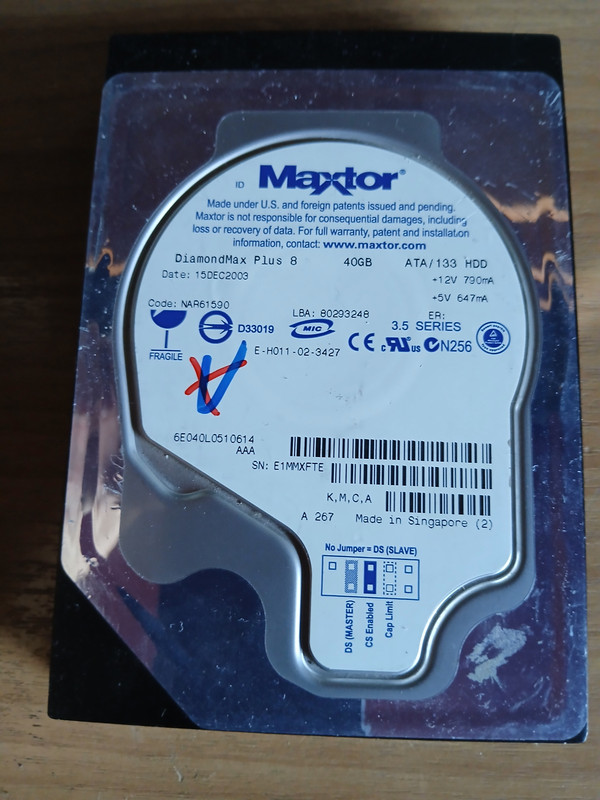 ID Maxtor®
Made under U.S. and foreign patents issued and pending.
Maxtor is not responsible for consequential damages, including
loss or recovery of data. For full warranty, patent and installation
information, contact: www.maxtor.com
DiamondMax Plus 8 40GB ATA/133 HDD
Date: 15DEC2003 +12V 790mA
+5V 647mA
Code: NAR61590 LBA: 80293248 ER:
D33019 MIC 3.5 SERIES
FRAGILE E-H011-02-3427 CE c RU us N256
6E040L0510614
AAA
SN: E1MMXFTE
K,M,C,A
A 267 Made in Singapore (2)
No Jumper = DS (SLAVE)
DS (MASTER)
CS Enabled
Cap Limit